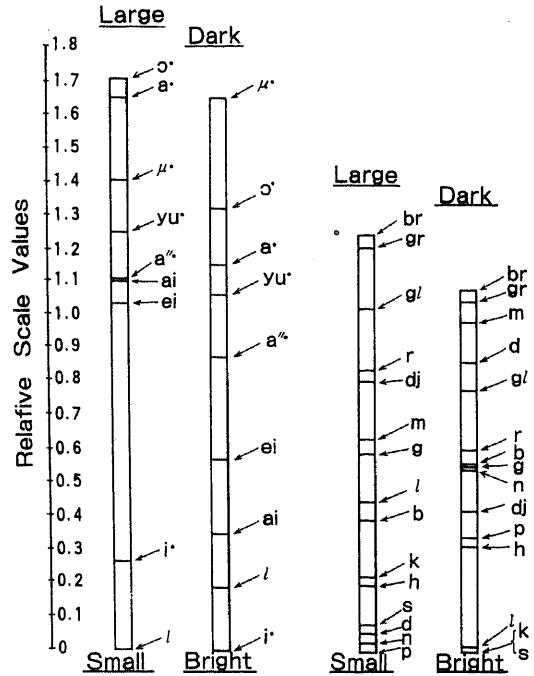 Large
Dark
Relafive Scale Values
1.8
1.7
1.6
1.5
1.4
1.3
1.2
1.1
1.0
0.9
0.8
0.7
0.6
0.5
0.4
0.3
0.2
0.1
0
ɔ·
a·
μ·
yu·
a″·
ai
ei
i·
l
Small
μ·
ɔ·
a·
yu·
a″·
ei
ai
l
i·
Bright
Large
br
gr
gl
r
dj
m
g
l
b
k
h
s
d
n
p
Small
Dark
br
gr
m
d
gl
r
b
g
n
dj
p
h
l
k
l
s
Bright